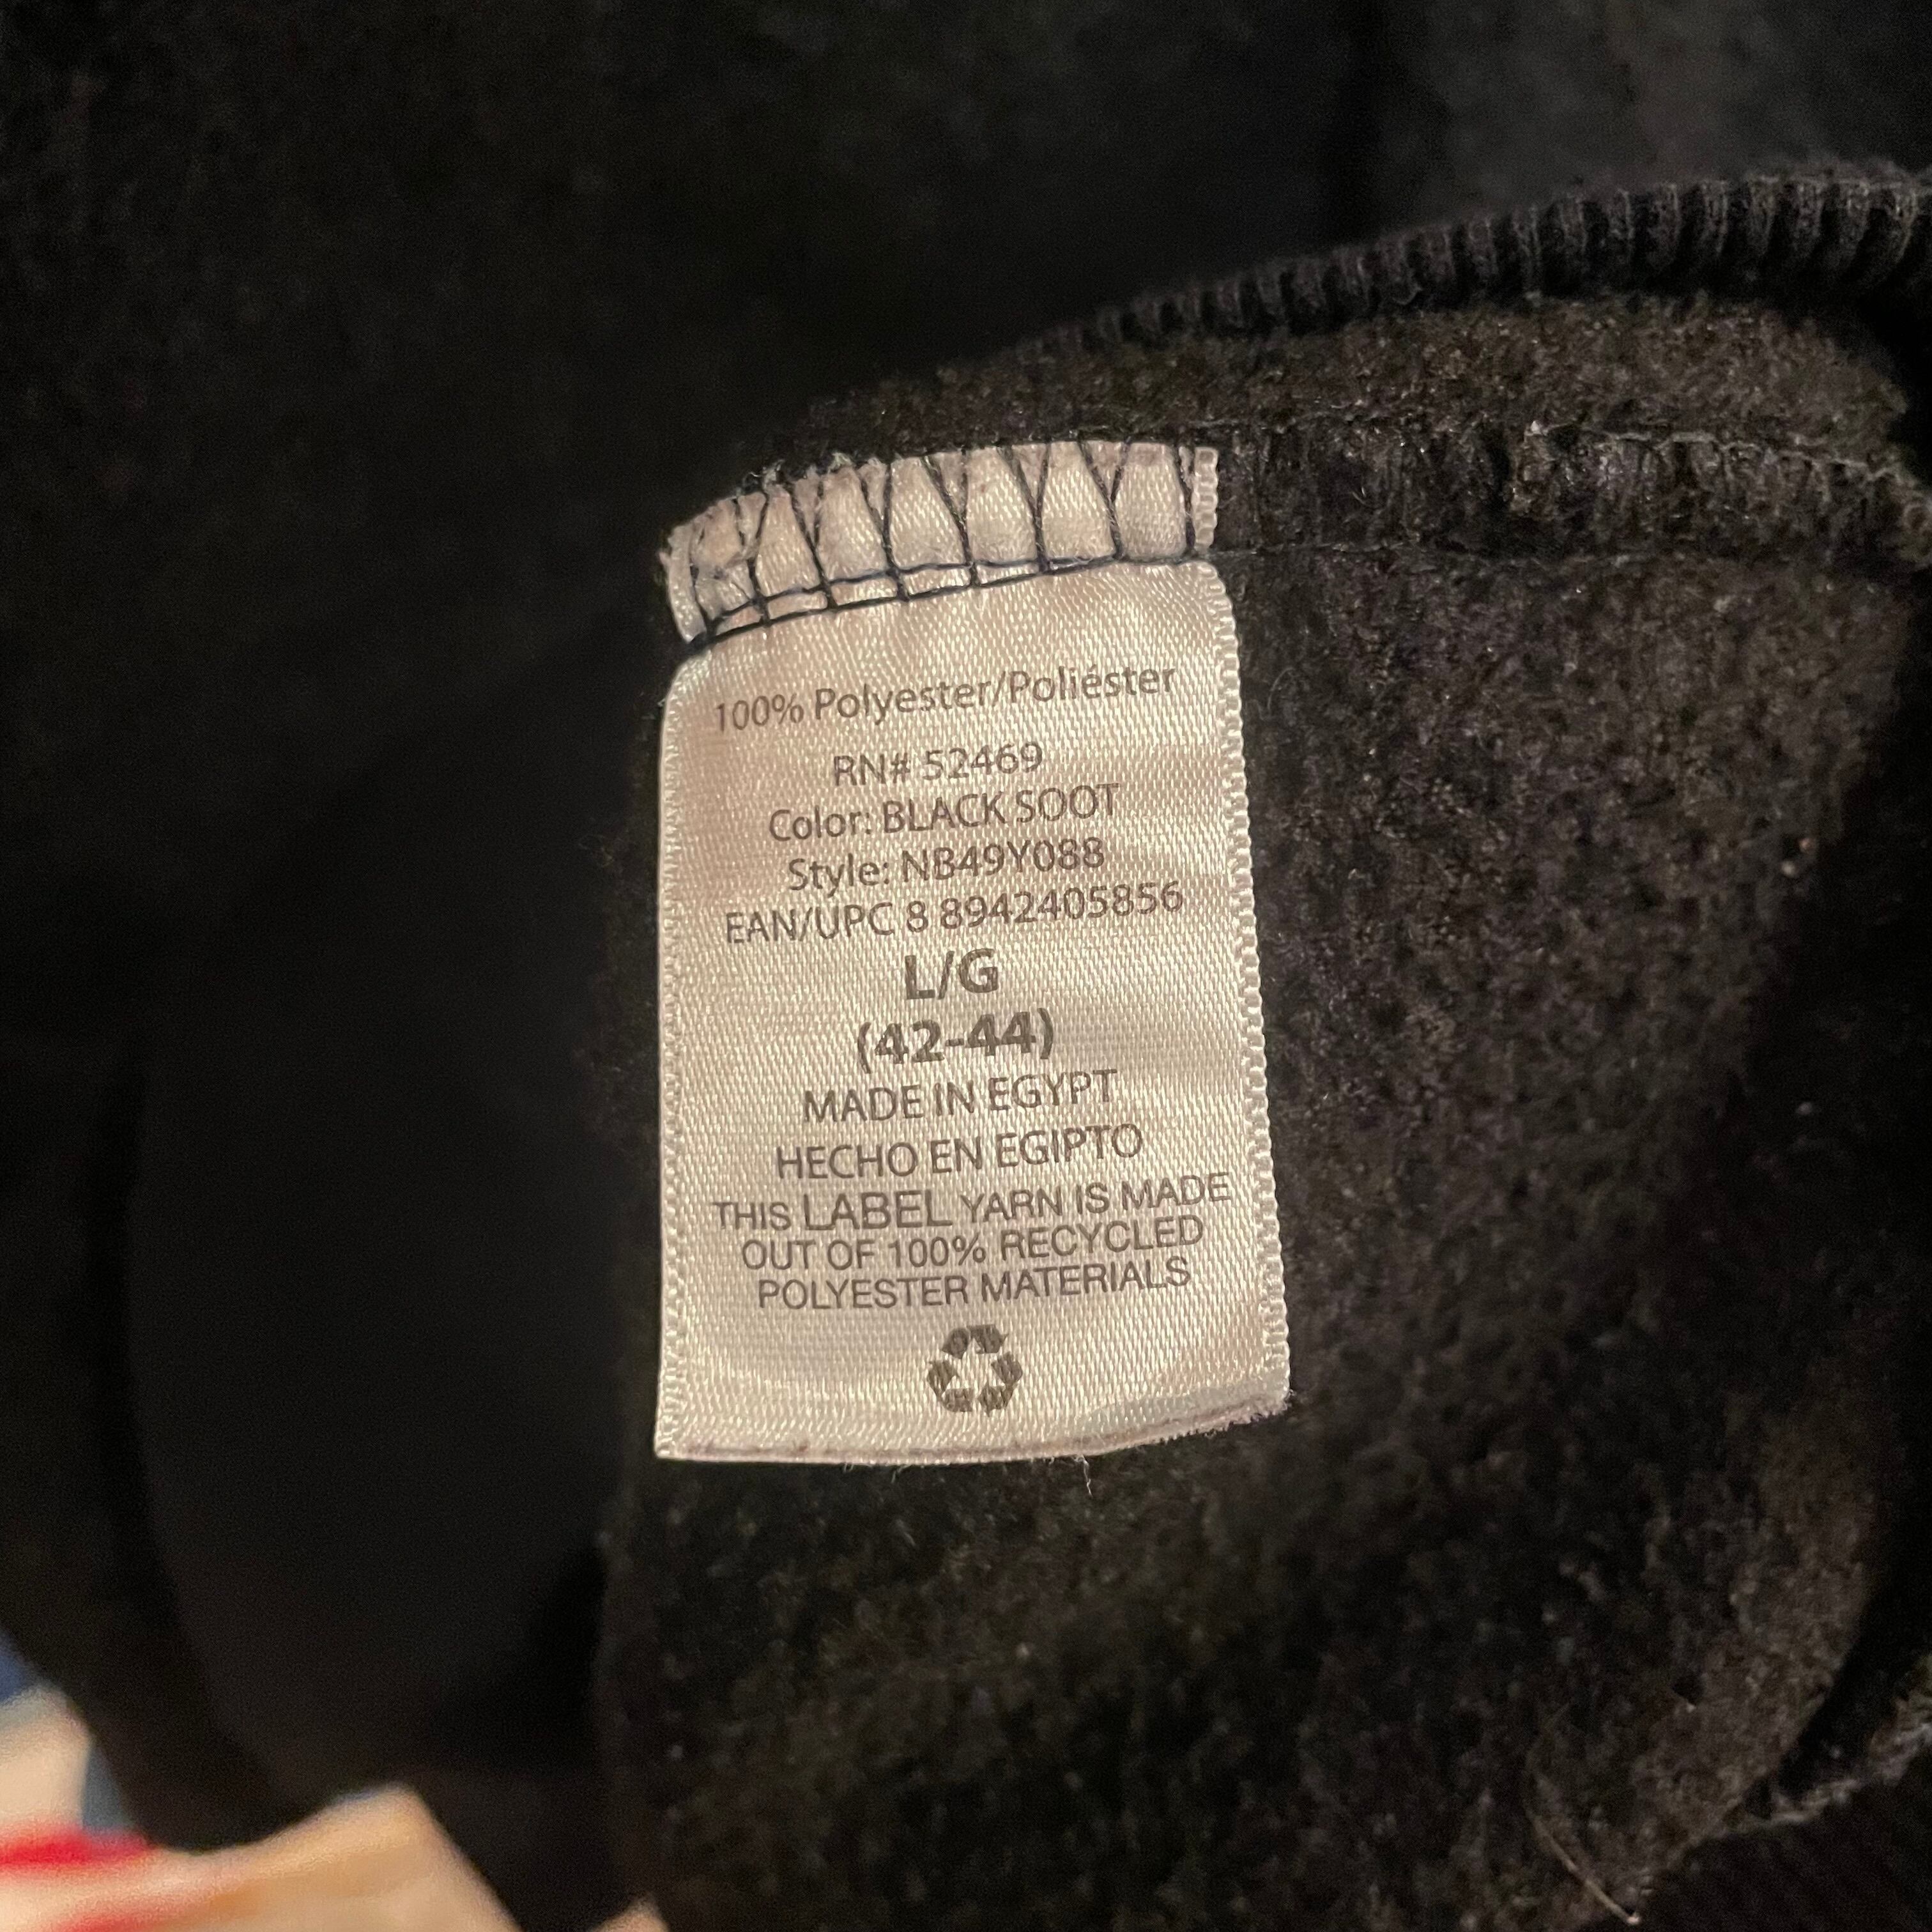 100% Polyester/Poliéster
RN# 52469
Color: BLACK SOOT
Style: NB49Y088
EAN/UPC 8 8942405856
L/G
(42-44)
MADE IN EGYPT
HECHO EN EGIPTO
THIS LABEL YARN IS MADE
OUT OF 100% RECYCLED
POLYESTER MATERIALS